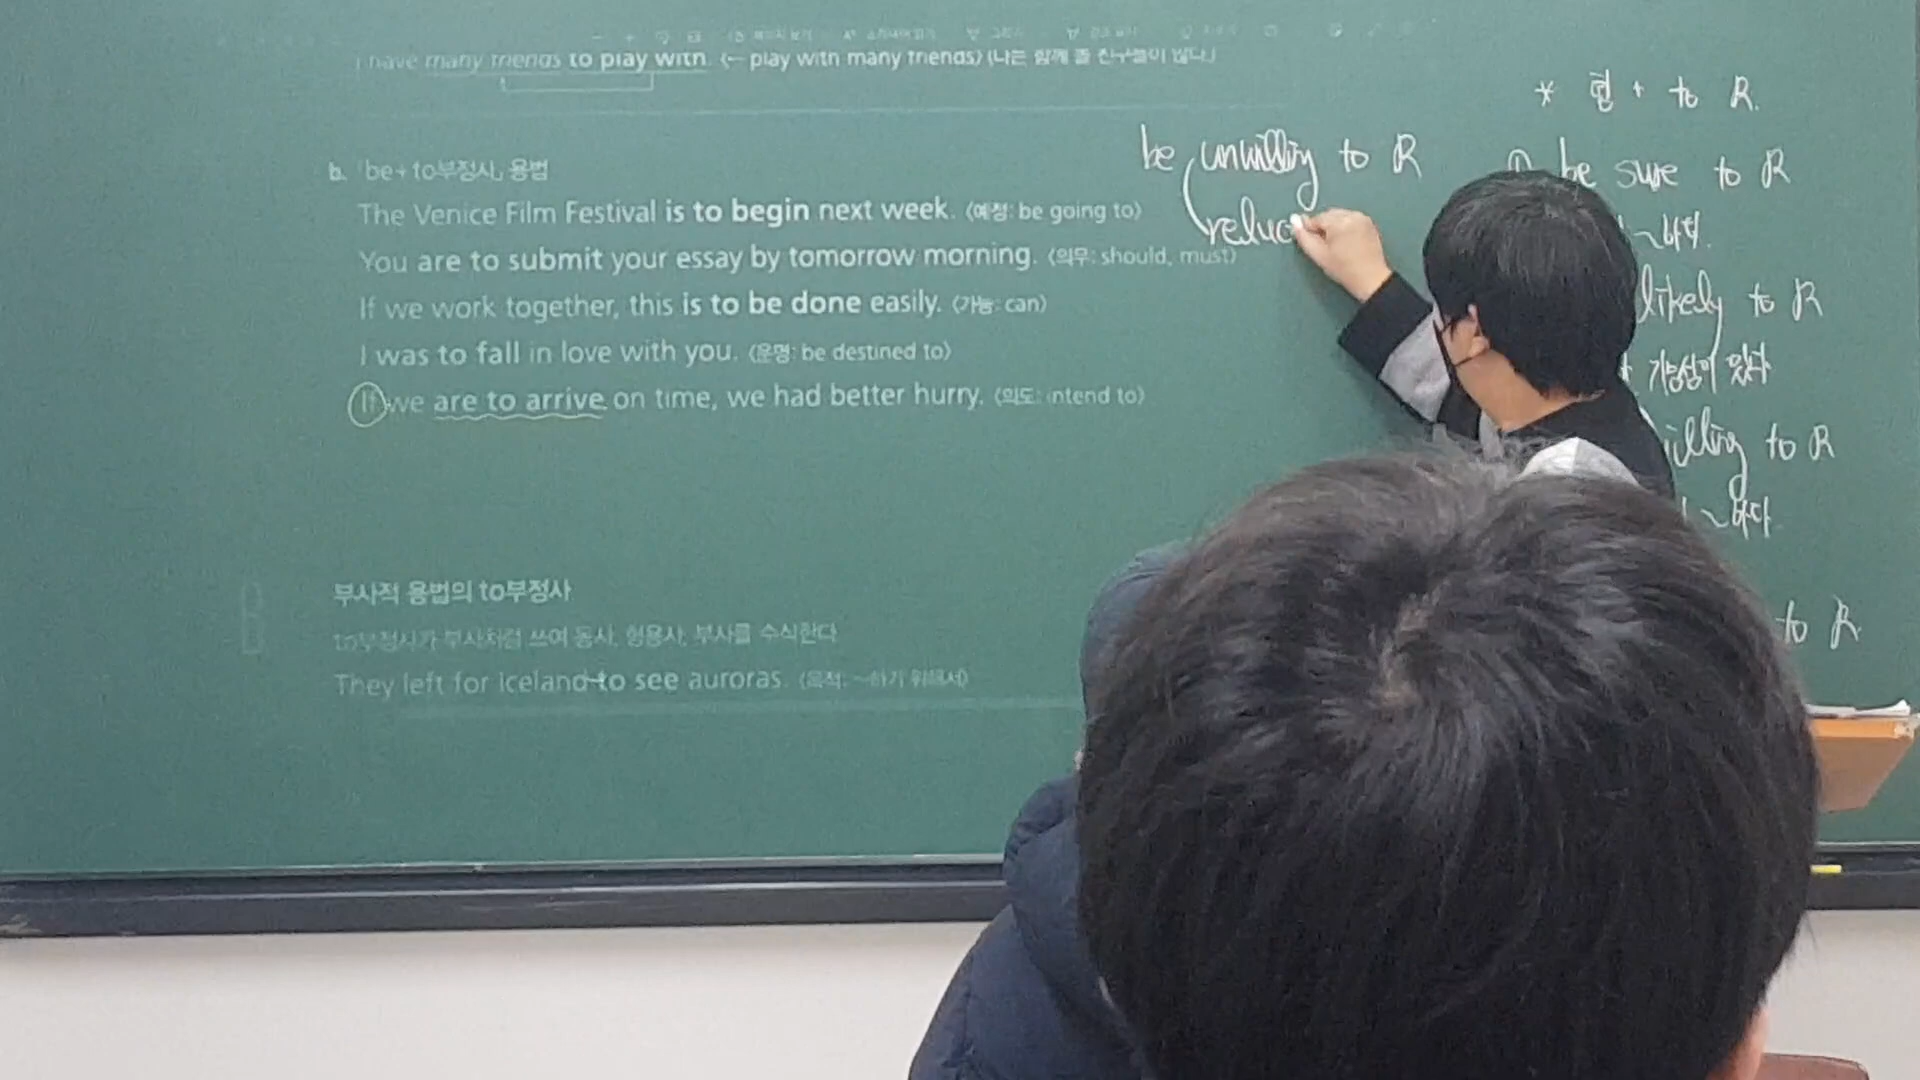 I have many friends to play with. (← play with many friends) (나는 함께 놀 친구들이 많다.)
b. 「be+to부정사」 용법
The Venice Film Festival is to begin next week. (예정: be going to)
You are to submit your essay by tomorrow morning. (의무: should, must)
If we work together, this is to be done easily. (가능: can)
I was to fall in love with you. (운명: be destined to)
If we are to arrive on time, we had better hurry. (의도: intend to)
부사적 용법의 to부정사
to부정사가 부사처럼 쓰여 동사, 형용사, 부사를 수식한다
They left for Iceland to see auroras. (목적: ~하기 위해서)
be unwilling to R
reluc
* 형 + to R.
① be sure to R
~하다.
likely to R
가능성이 있다
illing to R
~하다
to R.